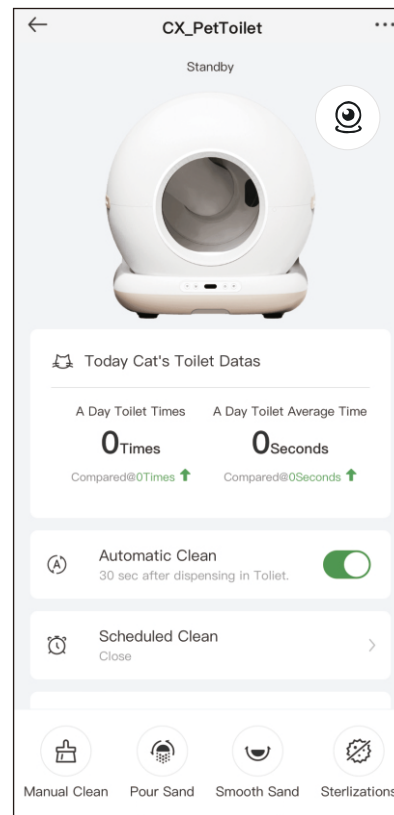 CX_PetToilet
Standby
Today Cat's Toilet Datas
A Day Toilet Times
A Day Toilet Average Time
0Times
0Seconds
Compared@0Times
Compared@0Seconds
Automatic Clean
30 sec after dispensing in Toliet.
Scheduled Clean
Close
Manual Clean
Pour Sand
Smooth Sand
Sterlizations